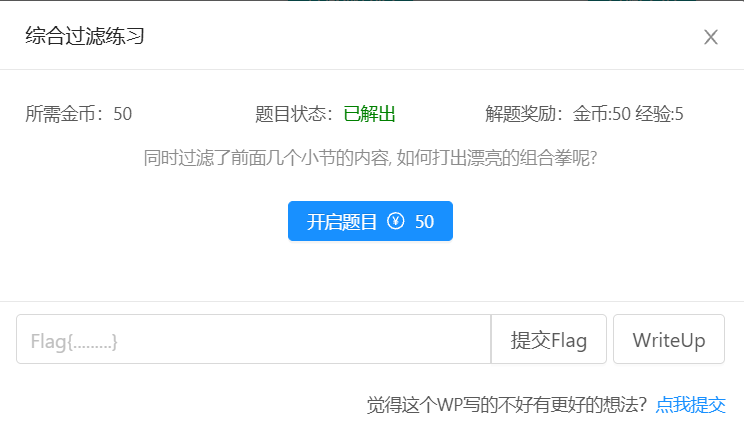 综合过滤练习
所需金币：50 题目状态：已解出 解题奖励：金币:50 经验:5
同时过滤了前面几个小节的内容, 如何打出漂亮的组合拳呢?
开启题目 ¥ 50
Flag{.........} 提交Flag WriteUp
觉得这个WP写的不好有更好的想法？点我提交